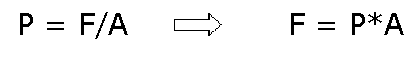 P = F/A ⇨ F = P*A